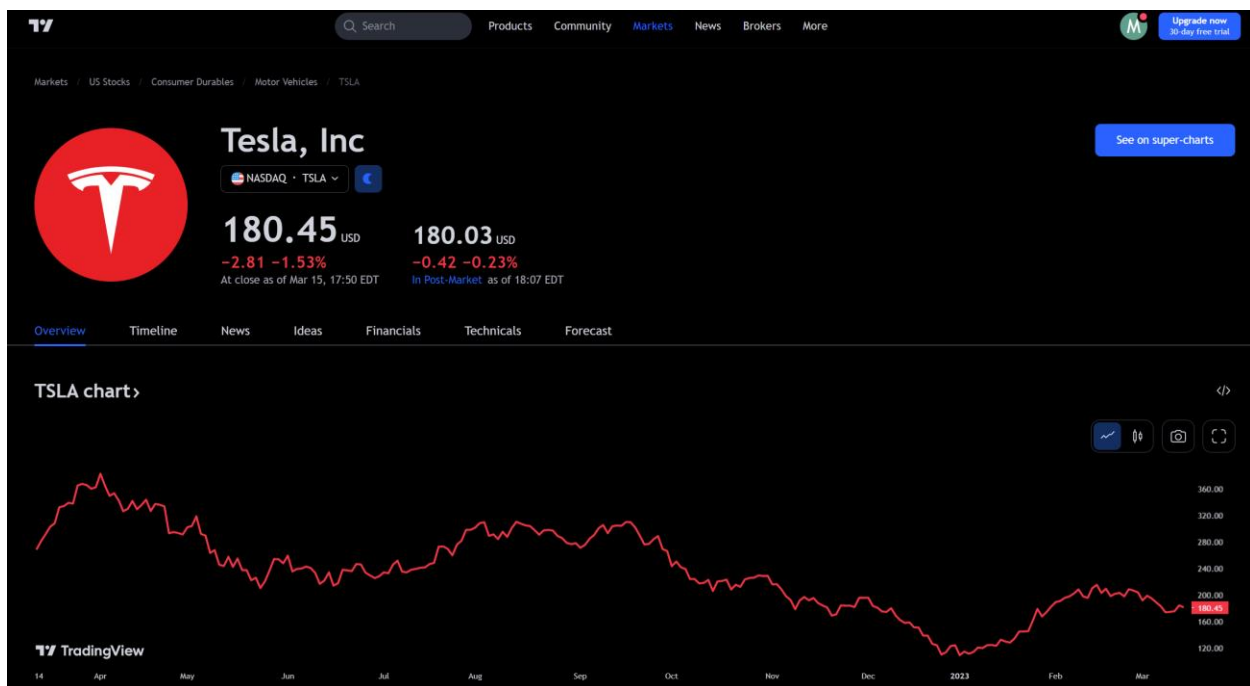 Search
Products Community Markets News Brokers More
M
Upgrade now
30-day free trial
Markets / US Stocks / Consumer Durables / Motor Vehicles / TSLA
Tesla, Inc
See on super-charts
NASDAQ · TSLA
180.45 USD
180.03 USD
−2.81 −1.53%
−0.42 −0.23%
At close as of Mar 15, 17:50 EDT
In Post-Market as of 18:07 EDT
Overview Timeline News Ideas Financials Technicals Forecast
TSLA chart›
</>
360.00
320.00
280.00
240.00
200.00
180.45
160.00
120.00
TradingView
14 Apr May Jun Jul Aug Sep Oct Nov Dec 2023 Feb Mar